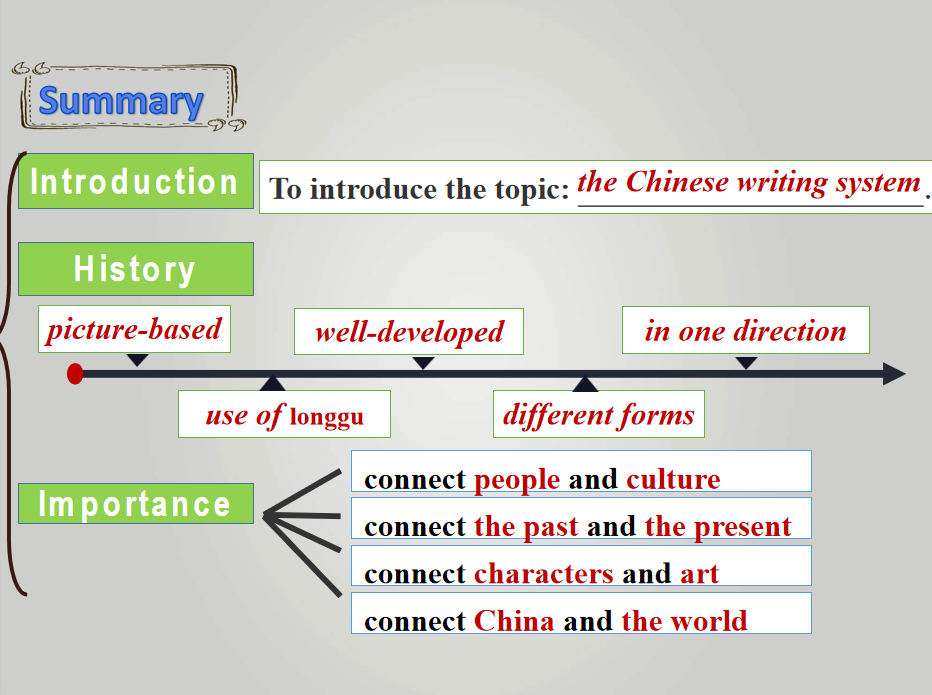 Summary
Introduction
To introduce the topic: the Chinese writing system.
History
picture-based
well-developed
in one direction
use of longgu
different forms
Importance
connect people and culture
connect the past and the present
connect characters and art
connect China and the world